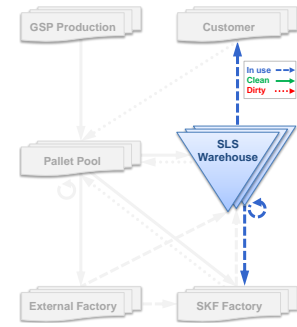 GSP Production
Customer
In use
Clean
Dirty
Pallet Pool
SLS
Warehouse
External Factory
SKF Factory